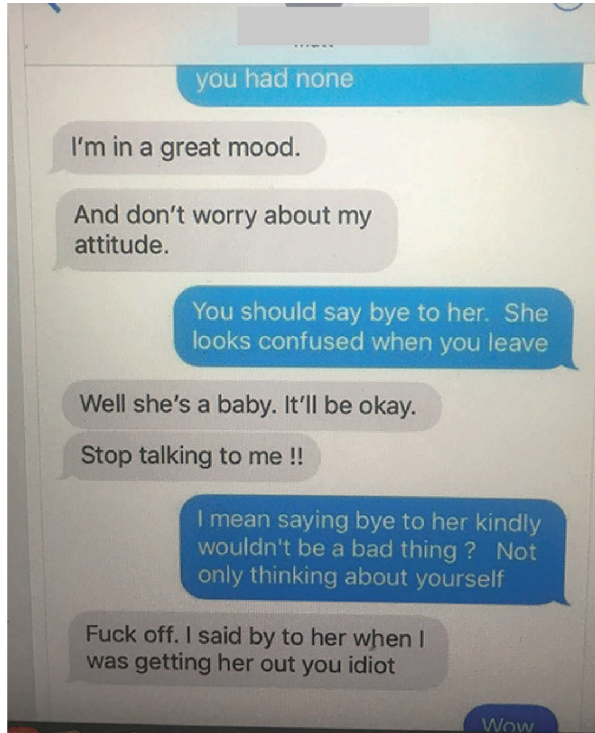 you had none
I'm in a great mood.
And don't worry about my
attitude.
You should say bye to her. She
looks confused when you leave
Well she's a baby. It'll be okay.
Stop talking to me !!
I mean saying bye to her kindly
wouldn't be a bad thing ? Not
only thinking about yourself
Fuck off. I said by to her when I
was getting her out you idiot
Wow